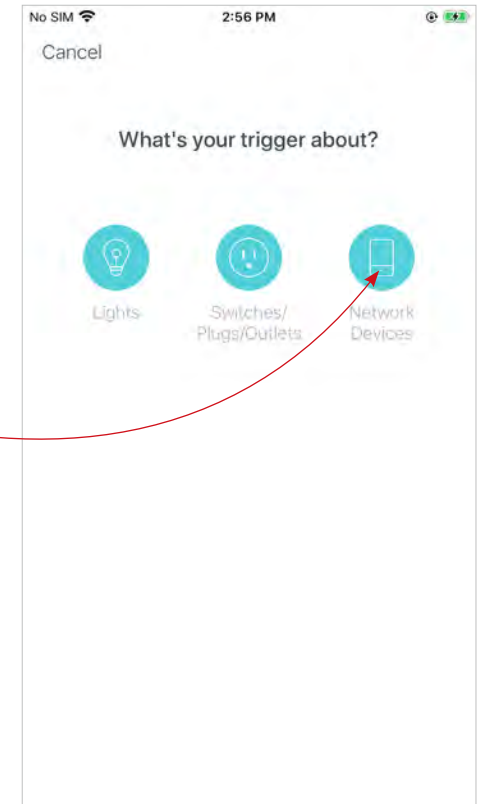 No SIM 2:56 PM
Cancel
What's your trigger about?
Lights
Switches/
Plugs/Outlets
Network
Devices